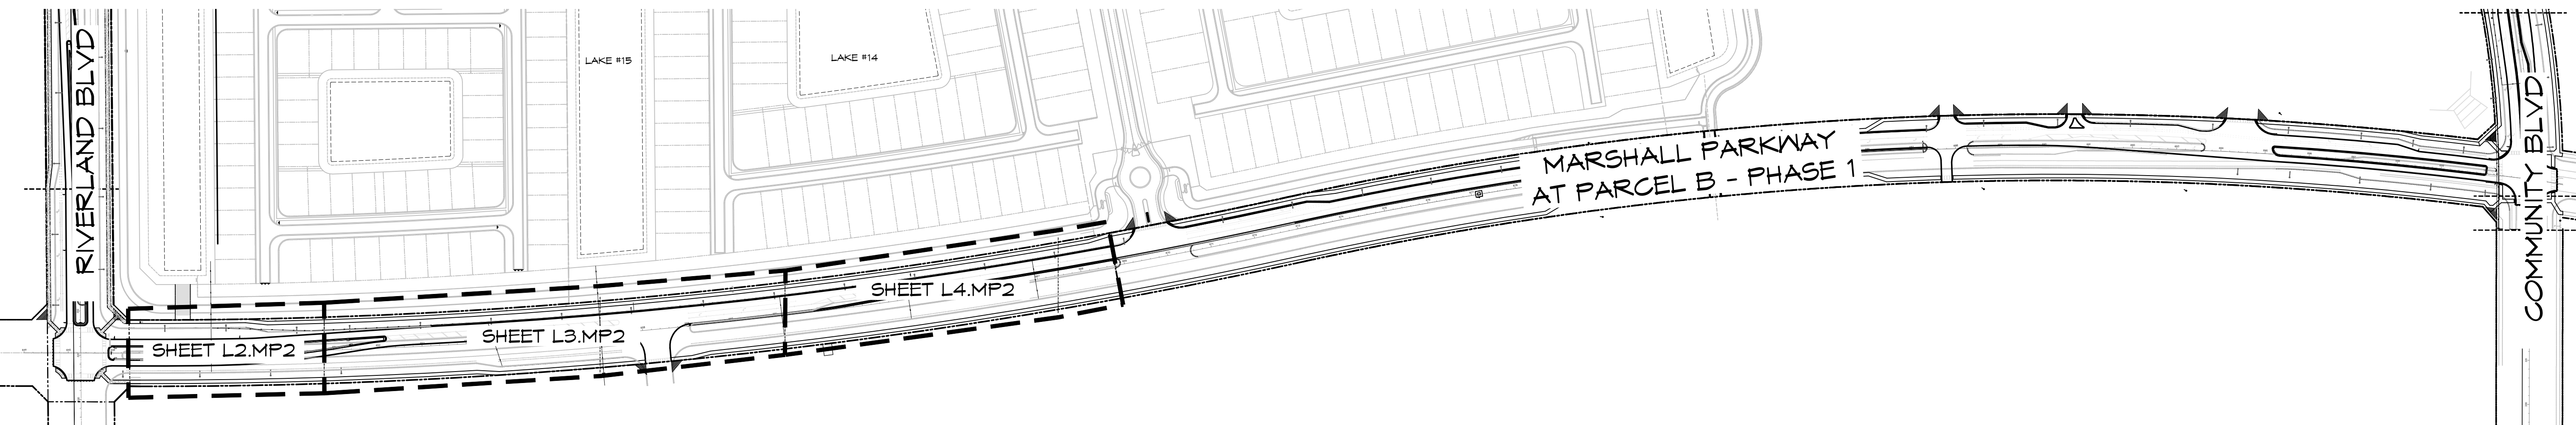 RIVERLAND BLVD
LAKE #15
LAKE #14
MARSHALL PARKWAY
AT PARCEL B - PHASE 1
COMMUNITY BLVD
SHEET L2.MP2
SHEET L3.MP2
SHEET L4.MP2